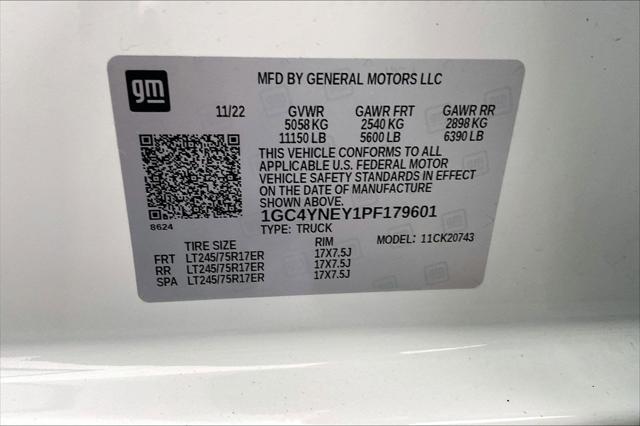 gm
MFD BY GENERAL MOTORS LLC
11/22 GVWR GAWR FRT GAWR RR
5058 KG 2540 KG 2898 KG
11150 LB 5600 LB 6390 LB
THIS VEHICLE CONFORMS TO ALL
APPLICABLE U.S. FEDERAL MOTOR
VEHICLE SAFETY STANDARDS IN EFFECT
ON THE DATE OF MANUFACTURE
SHOWN ABOVE.
8624
1GC4YNEY1PF179601
TYPE: TRUCK
TIRE SIZE RIM MODEL: 11CK20743
FRT LT245/75R17ER 17X7.5J
RR LT245/75R17ER 17X7.5J
SPA LT245/75R17ER 17X7.5J